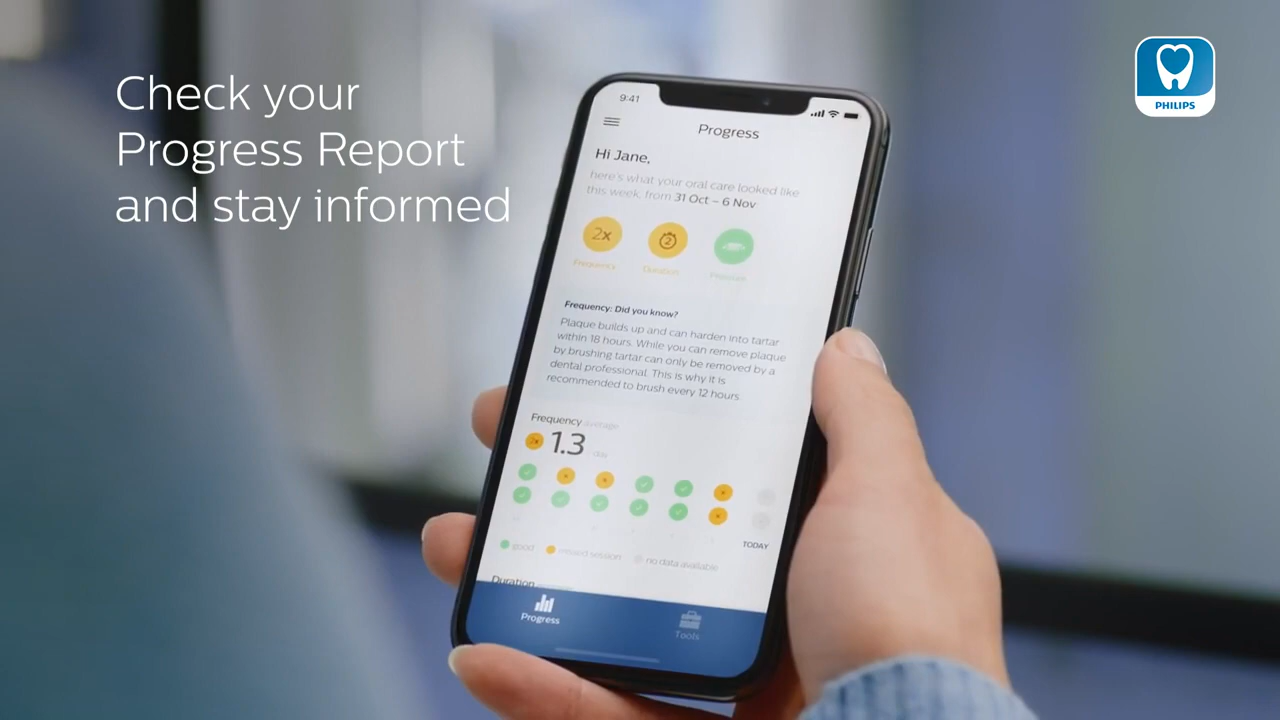 Check your
Progress Report
and stay informed
PHILIPS
9:41
Progress
Hi Jane,
here's what your oral care looked like
this week, from 31 Oct – 6 Nov
2x
2
Frequency
Duration
Pressure
Frequency: Did you know?
Plaque builds up and can harden into tartar
within 18 hours. While you can remove plaque
by brushing tartar can only be removed by a
dental professional. This is why it is
recommended to brush every 12 hours.
Frequency average
2x 1.3 /day
TODAY
good missed session no data available
Duration
Progress
Tools